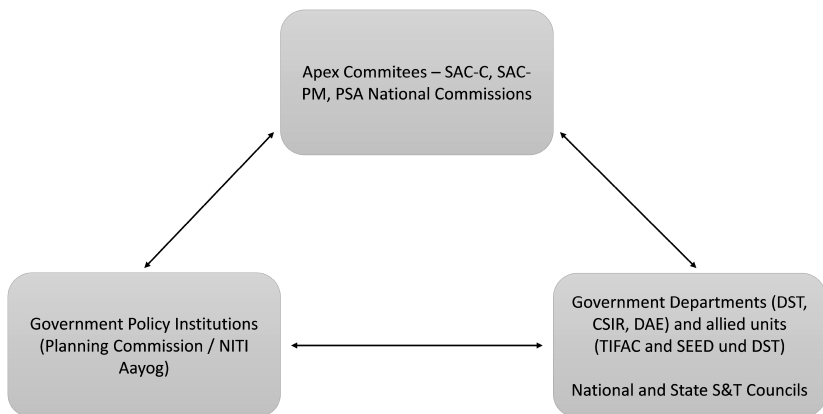 Apex Commitees – SAC-C, SAC-
PM, PSA National Commissions
Government Policy Institutions
(Planning Commission / NITI
Aayog)
Government Departments (DST,
CSIR, DAE) and allied units
(TIFAC and SEED und DST)
National and State S&T Councils